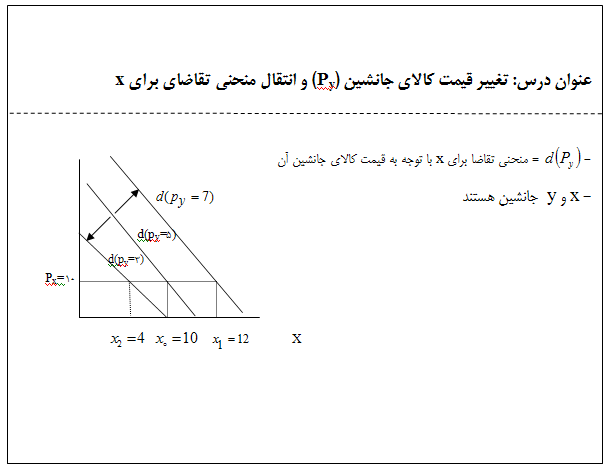 عنوان درس: تغییر قیمت کالای جانشین (Py) و انتقال منحنی تقاضای برای x
– d(Py) = منحنی تقاضا برای x با توجه به قیمت کالای جانشین آن
– x و y جانشین هستند
d(py = 7)
d(py=۵)
d(py=۲)
Px=۱۰
x2 = 4 x० = 10 x1 = 12 X